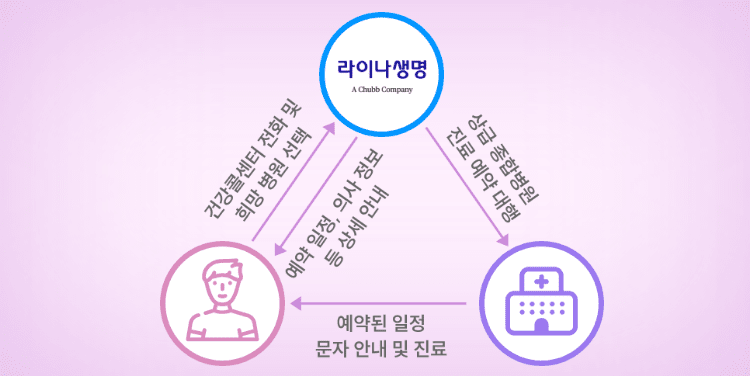 라이나생명
A Chubb Company
건강콜센터 전화 및
희망 병원 선택
예약 일정, 의사 정보
등 상세 안내
상급 종합병원
진료 예약 대행
예약된 일정
문자 안내 및 진료